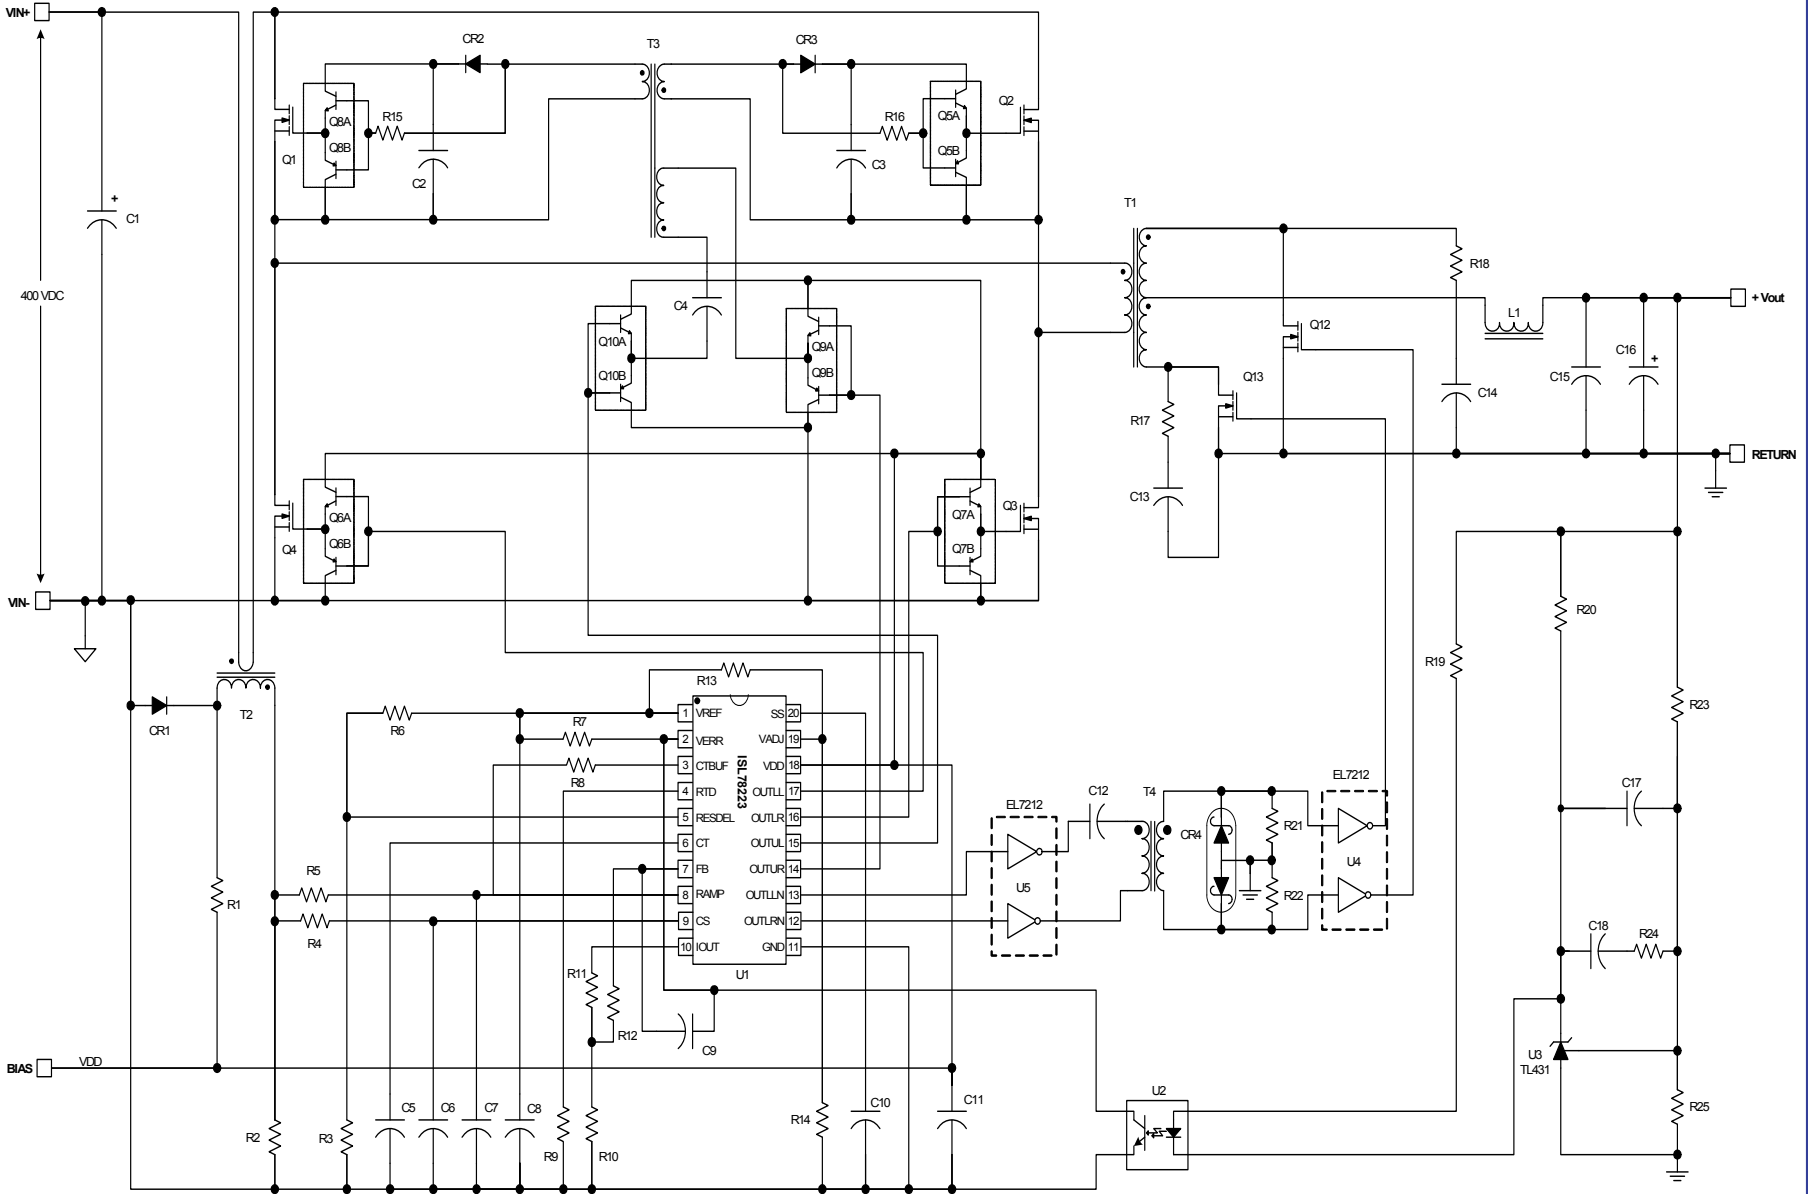 VIN+
CR2
T3
CR3
Q8A
Q8B
R15
Q1
C2
R16
C3
Q5A
Q5B
Q2
C1
+
400 VDC
T1
R18
+ Vout
L1
C4
Q10A
Q10B
Q9A
Q9B
Q12
Q13
R17
C13
C14
C15
C16
+
RETURN
Q6A
Q6B
Q4
Q7A
Q7B
Q3
VIN-
R20
R19
R23
T2
CR1
R13
R6
R7
R8
1 VREF
2 VERR
3 CTBUF
4 RTD
5 RESDEL
6 CT
7 FB
8 RAMP
9 CS
10 IOUT
ISL78223
SS 20
VADJ 19
VDD 18
OUTLL 17
OUTLR 16
OUTUL 15
OUTUR 14
OUTLLN 13
OUTLRN 12
GND 11
U1
EL7212
U5
C12
T4
CR4
R21
R22
EL7212
U4
C17
R5
R4
R1
R11
R12
C9
C18
R24
U3
TL431
BIAS
VDD
R2
R3
C5
C6
C7
C8
R9
R10
R14
C10
C11
U2
R25